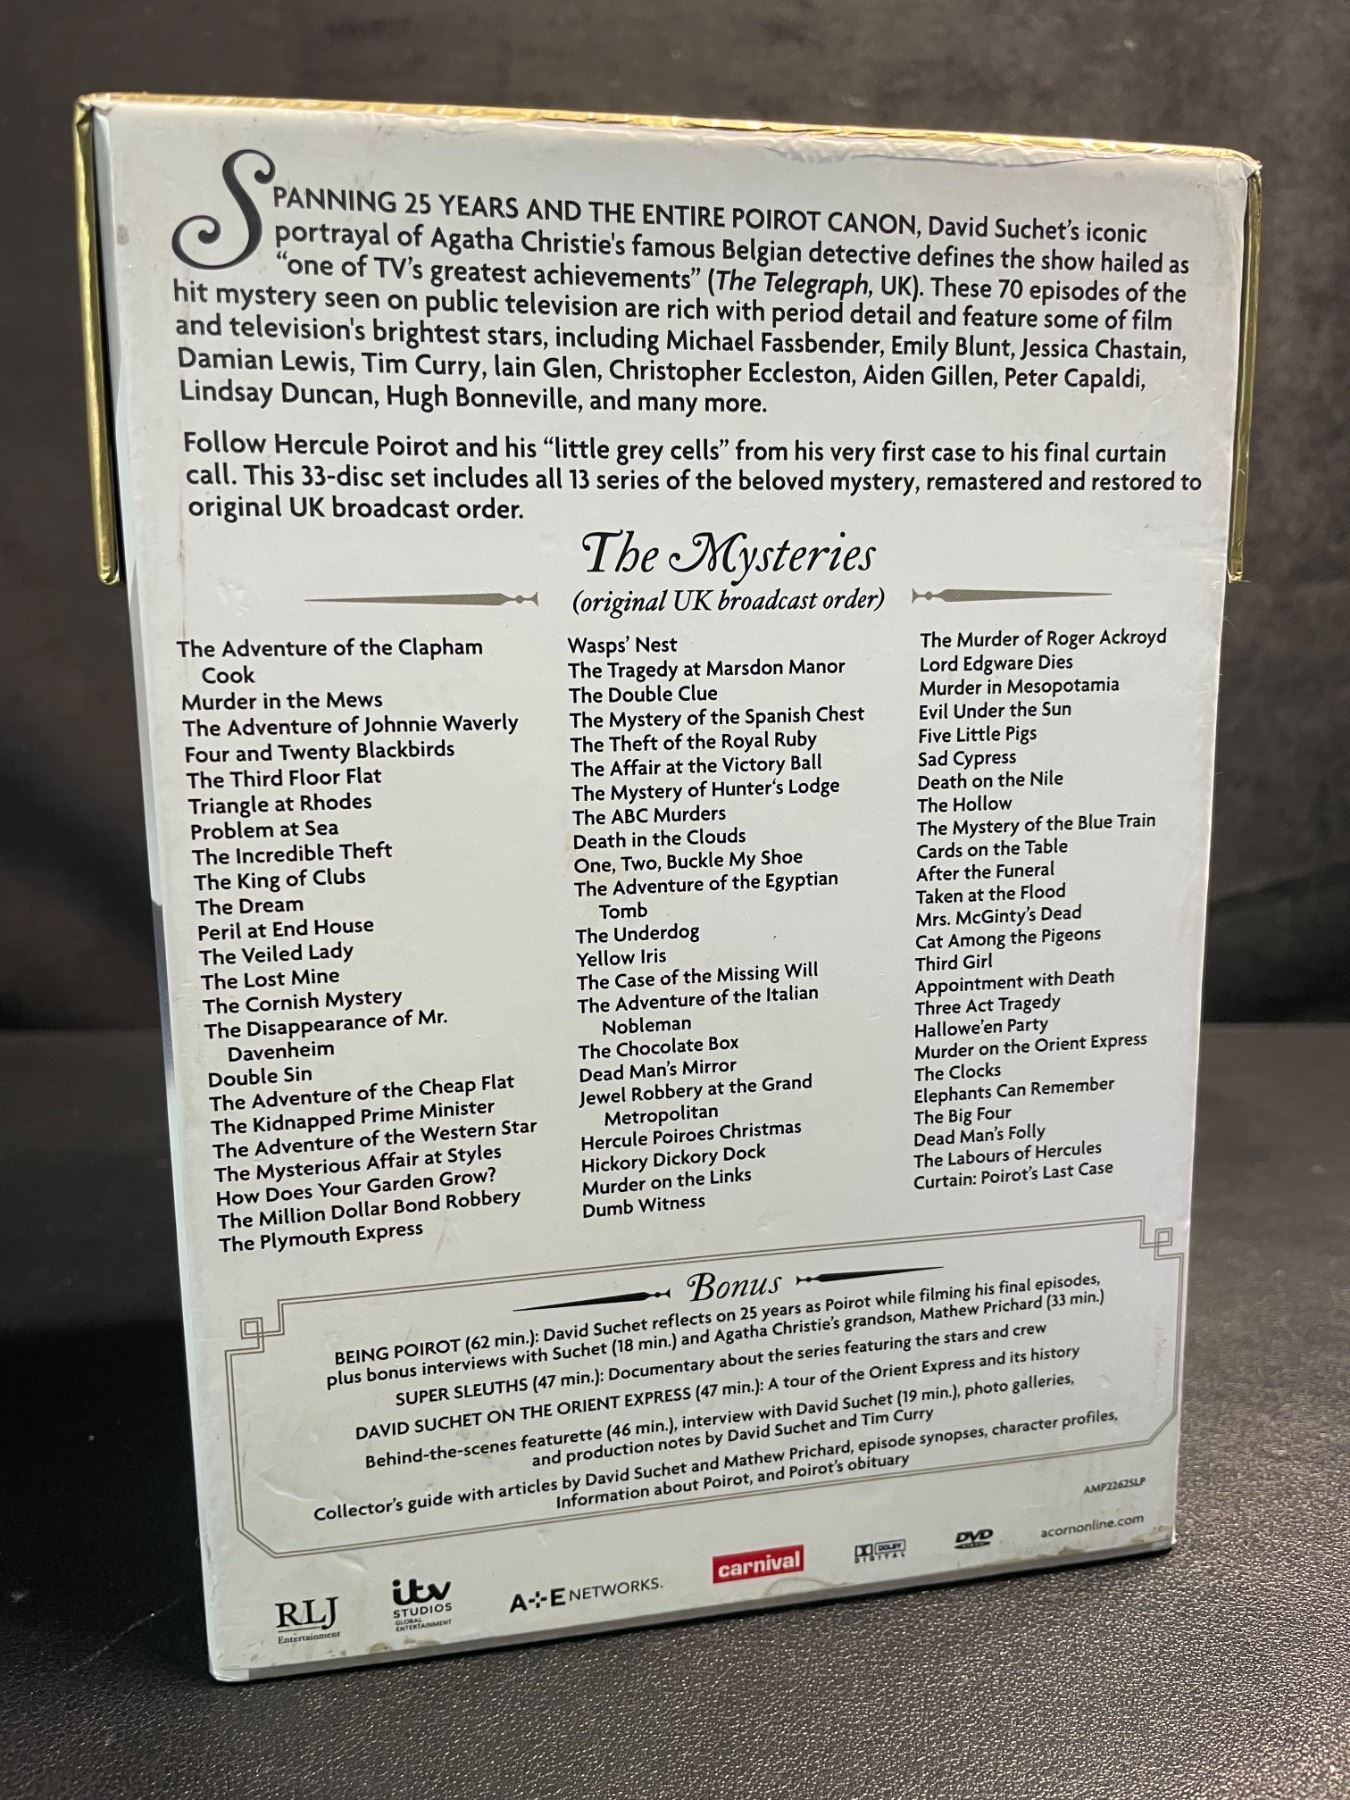 SPANNING 25 YEARS AND THE ENTIRE POIROT CANON, David Suchet's iconic
portrayal of Agatha Christie's famous Belgian detective defines the show hailed as
“one of TV's greatest achievements” (The Telegraph, UK). These 70 episodes of the
hit mystery seen on public television are rich with period detail and feature some of film
and television's brightest stars, including Michael Fassbender, Emily Blunt, Jessica Chastain,
Damian Lewis, Tim Curry, Iain Glen, Christopher Eccleston, Aiden Gillen, Peter Capaldi,
Lindsay Duncan, Hugh Bonneville, and many more.
Follow Hercule Poirot and his “little grey cells” from his very first case to his final curtain
call. This 33-disc set includes all 13 series of the beloved mystery, remastered and restored to
original UK broadcast order.
The Mysteries
(original UK broadcast order)
The Adventure of the Clapham
Cook
Murder in the Mews
The Adventure of Johnnie Waverly
Four and Twenty Blackbirds
The Third Floor Flat
Triangle at Rhodes
Problem at Sea
The Incredible Theft
The King of Clubs
The Dream
Peril at End House
The Veiled Lady
The Lost Mine
The Cornish Mystery
The Disappearance of Mr.
Davenheim
Double Sin
The Adventure of the Cheap Flat
The Kidnapped Prime Minister
The Adventure of the Western Star
The Mysterious Affair at Styles
How Does Your Garden Grow?
The Million Dollar Bond Robbery
The Plymouth Express
Wasps' Nest
The Tragedy at Marsdon Manor
The Double Clue
The Mystery of the Spanish Chest
The Theft of the Royal Ruby
The Affair at the Victory Ball
The Mystery of Hunter's Lodge
The ABC Murders
Death in the Clouds
One, Two, Buckle My Shoe
The Adventure of the Egyptian
Tomb
The Underdog
Yellow Iris
The Case of the Missing Will
The Adventure of the Italian
Nobleman
The Chocolate Box
Dead Man's Mirror
Jewel Robbery at the Grand
Metropolitan
Hercule Poiroes Christmas
Hickory Dickory Dock
Murder on the Links
Dumb Witness
The Murder of Roger Ackroyd
Lord Edgware Dies
Murder in Mesopotamia
Evil Under the Sun
Five Little Pigs
Sad Cypress
Death on the Nile
The Hollow
The Mystery of the Blue Train
Cards on the Table
After the Funeral
Taken at the Flood
Mrs. McGinty's Dead
Cat Among the Pigeons
Third Girl
Appointment with Death
Three Act Tragedy
Hallowe'en Party
Murder on the Orient Express
The Clocks
Elephants Can Remember
The Big Four
Dead Man's Folly
The Labours of Hercules
Curtain: Poirot's Last Case
Bonus
BEING POIROT (62 min.): David Suchet reflects on 25 years as Poirot while filming his final episodes,
plus bonus interviews with Suchet (18 min.) and Agatha Christie's grandson, Mathew Prichard (33 min.)
SUPER SLEUTHS (47 min.): Documentary about the series featuring the stars and crew
DAVID SUCHET ON THE ORIENT EXPRESS (47 min.): A tour of the Orient Express and its history
Behind-the-scenes featurette (46 min.), interview with David Suchet (19 min.), photo galleries,
and production notes by David Suchet and Tim Curry
Collector's guide with articles by David Suchet and Mathew Prichard, episode synopses, character profiles,
Information about Poirot, and Poirot's obituary
AMP2262SLP
RLJ
Entertainment
itv
STUDIOS
GLOBAL
ENTERTAINMENT
A+E NETWORKS.
carnival
DOLBY
DIGITAL
DVD
VIDEO
acornonline.com